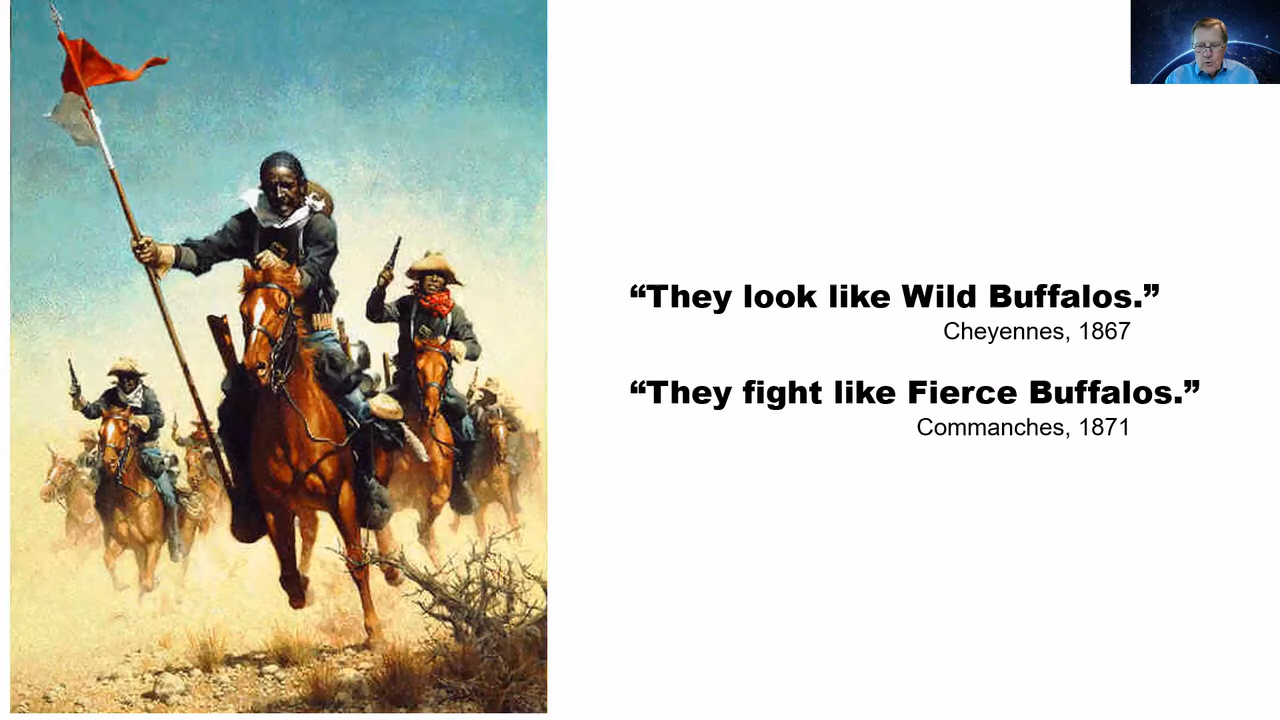 “They look like Wild Buffalos.”
Cheyennes, 1867
“They fight like Fierce Buffalos.”
Commanches, 1871